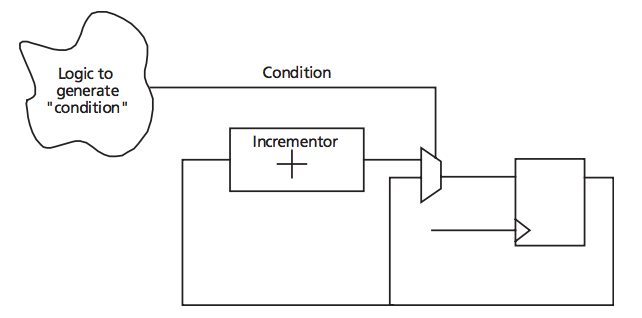 Logic to
generate
"condition"
Condition
Incrementor